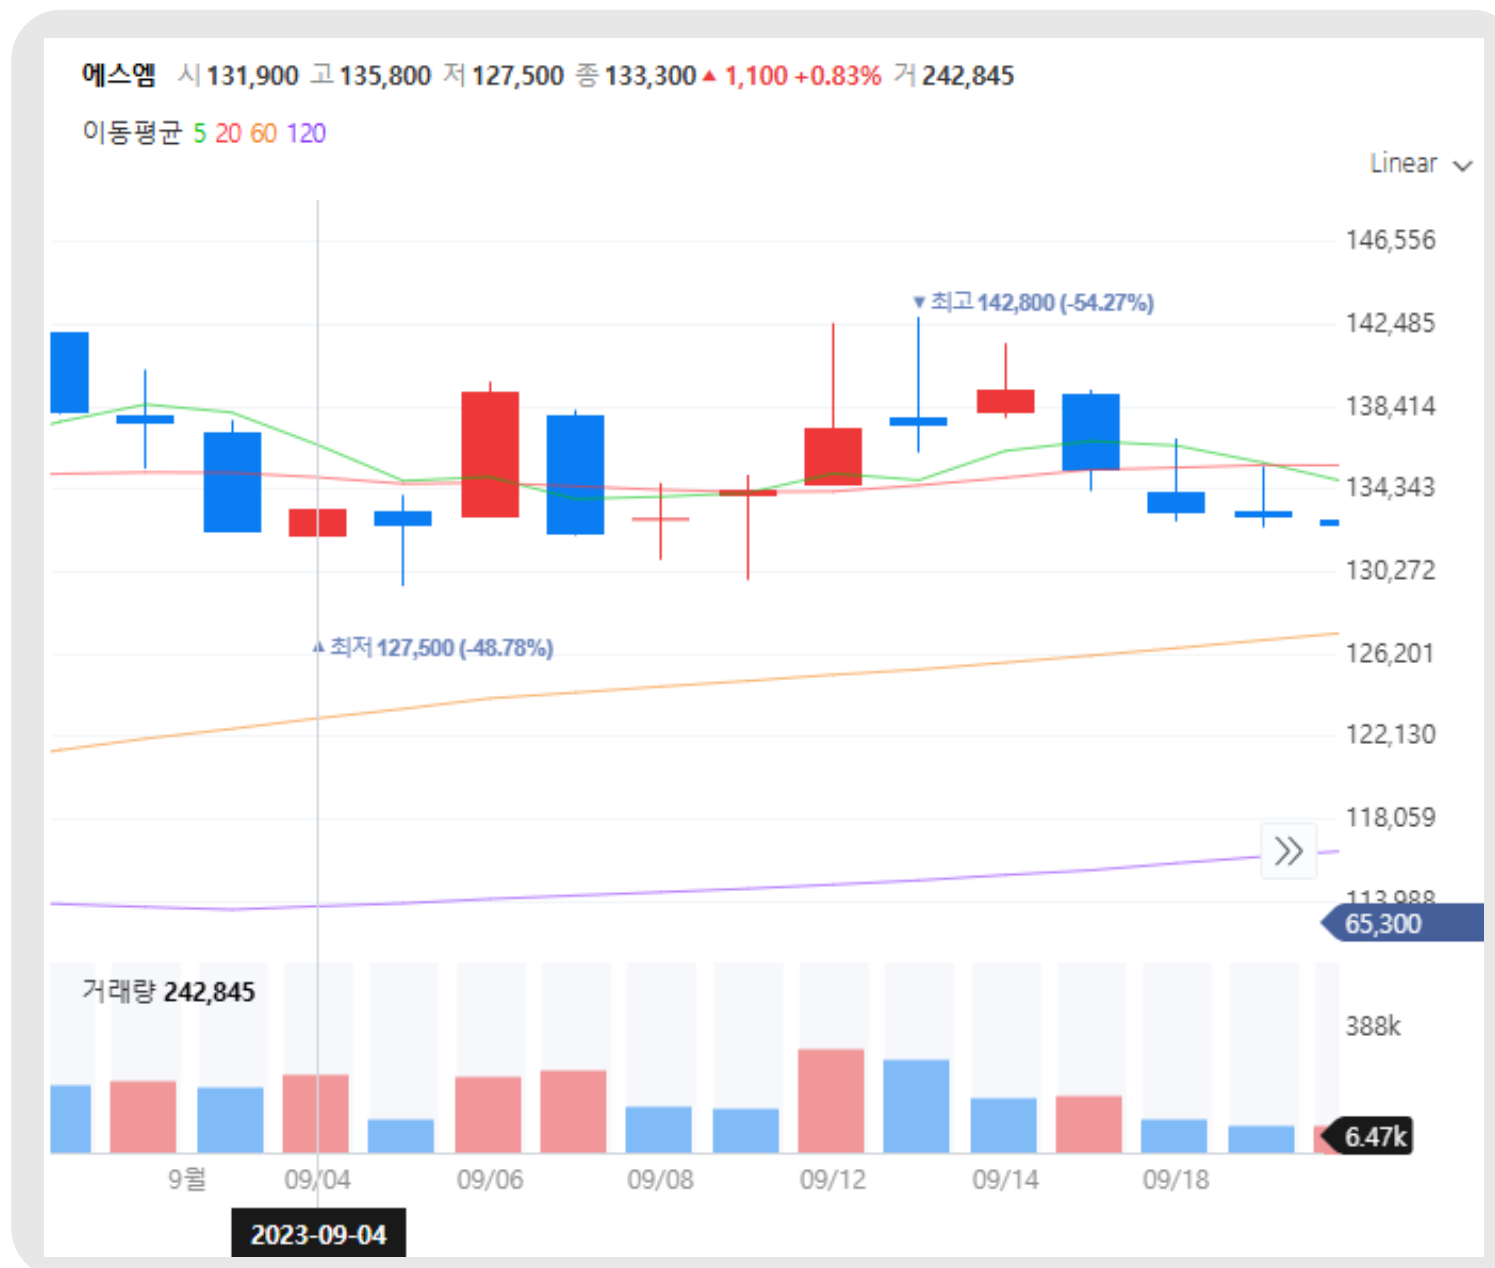 에스엠 시 131,900 고 135,800 저 127,500 종 133,300 ▲ 1,100 +0.83% 거 242,845
이동평균 5 20 60 120
Linear
146,556
▼ 최고 142,800 (-54.27%)
142,485
138,414
134,343
130,272
▲ 최저 127,500 (-48.78%)
126,201
122,130
118,059
113,988
65,300
거래량 242,845
388k
6.47k
9월 09/04 09/06 09/08 09/12 09/14 09/18
2023-09-04